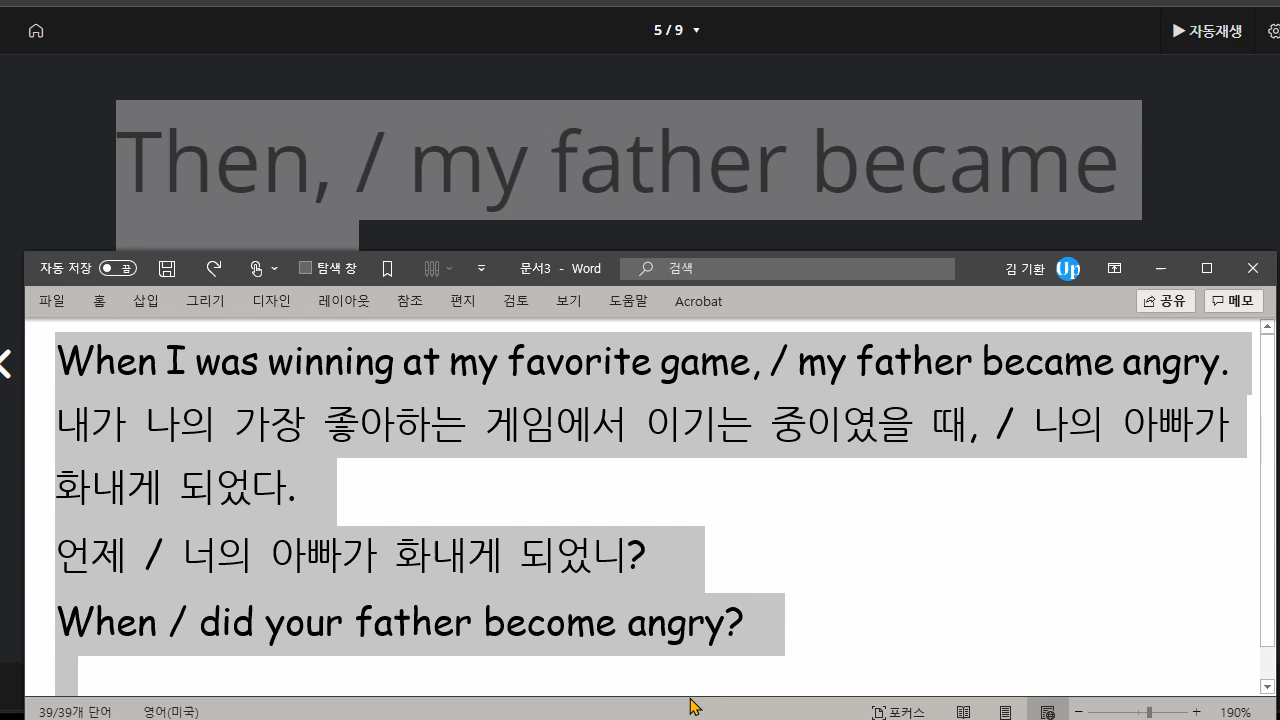 5 / 9
자동재생
Then, / my father became
자동 저장
끔
탐색 창
문서3 - Word
검색
김 기환
Up
파일 홈 삽입 그리기 디자인 레이아웃 참조 편지 검토 보기 도움말 Acrobat
공유
메모
When I was winning at my favorite game, / my father became angry.
내가 나의 가장 좋아하는 게임에서 이기는 중이였을 때, / 나의 아빠가
화내게 되었다.
언제 / 너의 아빠가 화내게 되었니?
When / did your father become angry?
39/39개 단어 영어(미국)
포커스
190%